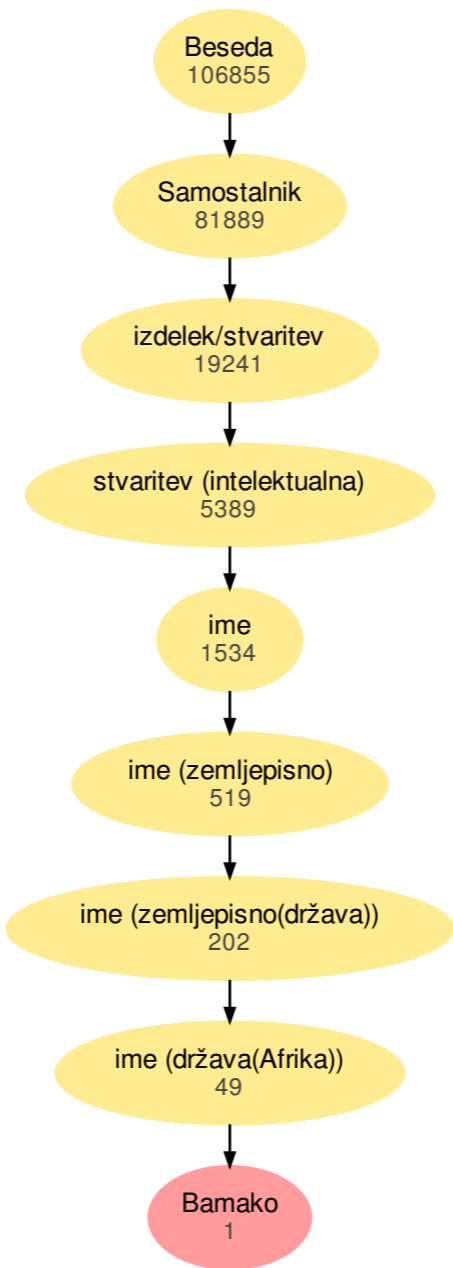 Beseda
106855
Samostalnik
81889
izdelek/stvaritev
19241
stvaritev (intelektualna)
5389
ime
1534
ime (zemljepisno)
519
ime (zemljepisno(država))
202
ime (država(Afrika))
49
Bamako
1